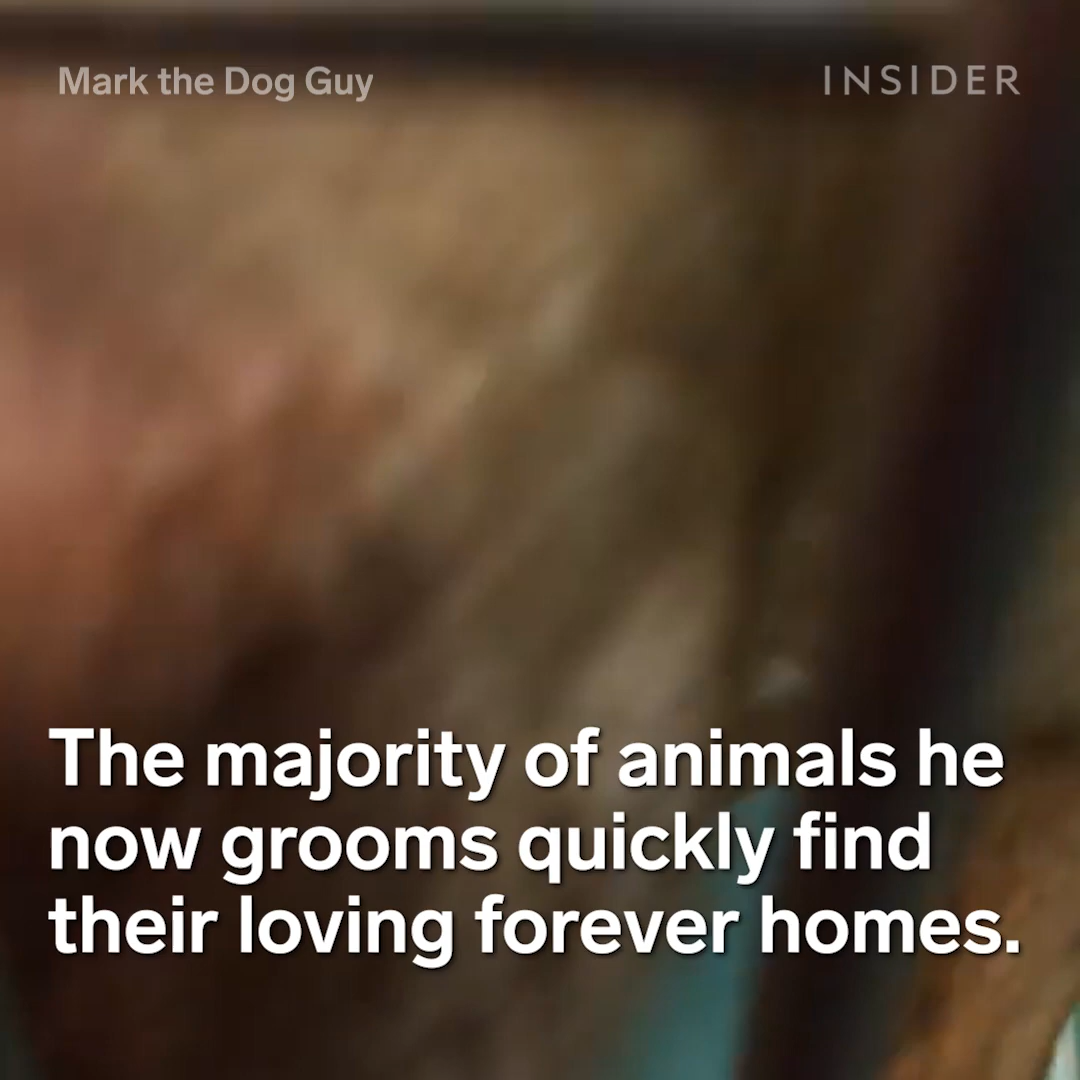 Mark the Dog Guy
INSIDER
The majority of animals he
now grooms quickly find
their loving forever homes.